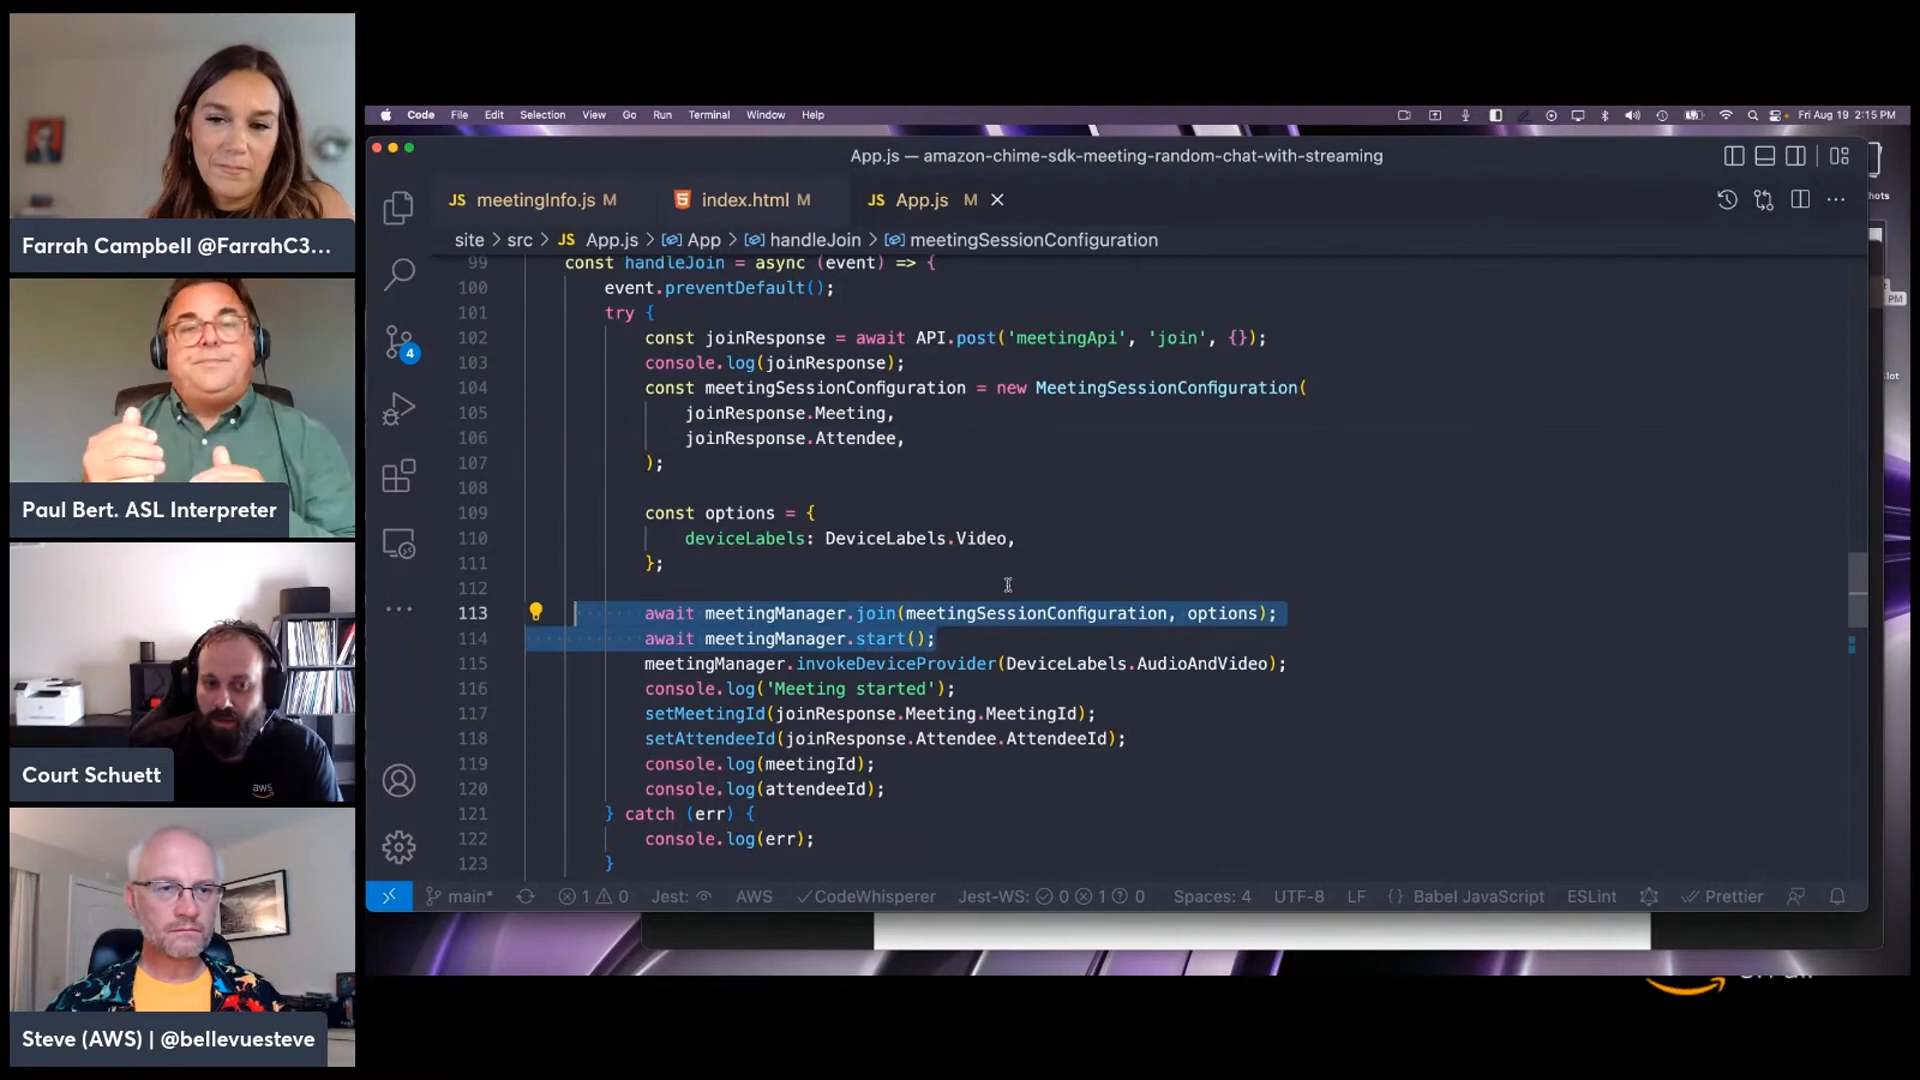 Farrah Campbell @FarrahC3...
Paul Bert. ASL Interpreter
Court Schuett
aws
Steve (AWS) | @bellevuesteve
Code File Edit Selection View Go Run Terminal Window Help
Fri Aug 19 2:15 PM
App.js — amazon-chime-sdk-meeting-random-chat-with-streaming
JS meetingInfo.js M
index.html M
JS App.js M
site > src > JS App.js > App > handleJoin > meetingSessionConfiguration
4
99 const handleJoin = async (event) => {
100 event.preventDefault();
101 try {
102 const joinResponse = await API.post('meetingApi', 'join', {});
103 console.log(joinResponse);
104 const meetingSessionConfiguration = new MeetingSessionConfiguration(
105 joinResponse.Meeting,
106 joinResponse.Attendee,
107 );
108
109 const options = {
110 deviceLabels: DeviceLabels.Video,
111 };
112
113 await meetingManager.join(meetingSessionConfiguration, options);
114 await meetingManager.start();
115 meetingManager.invokeDeviceProvider(DeviceLabels.AudioAndVideo);
116 console.log('Meeting started');
117 setMeetingId(joinResponse.Meeting.MeetingId);
118 setAttendeeId(joinResponse.Attendee.AttendeeId);
119 console.log(meetingId);
120 console.log(attendeeId);
121 } catch (err) {
122 console.log(err);
123 }
main* 1 0 Jest: AWS CodeWhisperer Jest-WS: 0 1 0 Spaces: 4 UTF-8 LF {} Babel JavaScript ESLint Prettier
PM